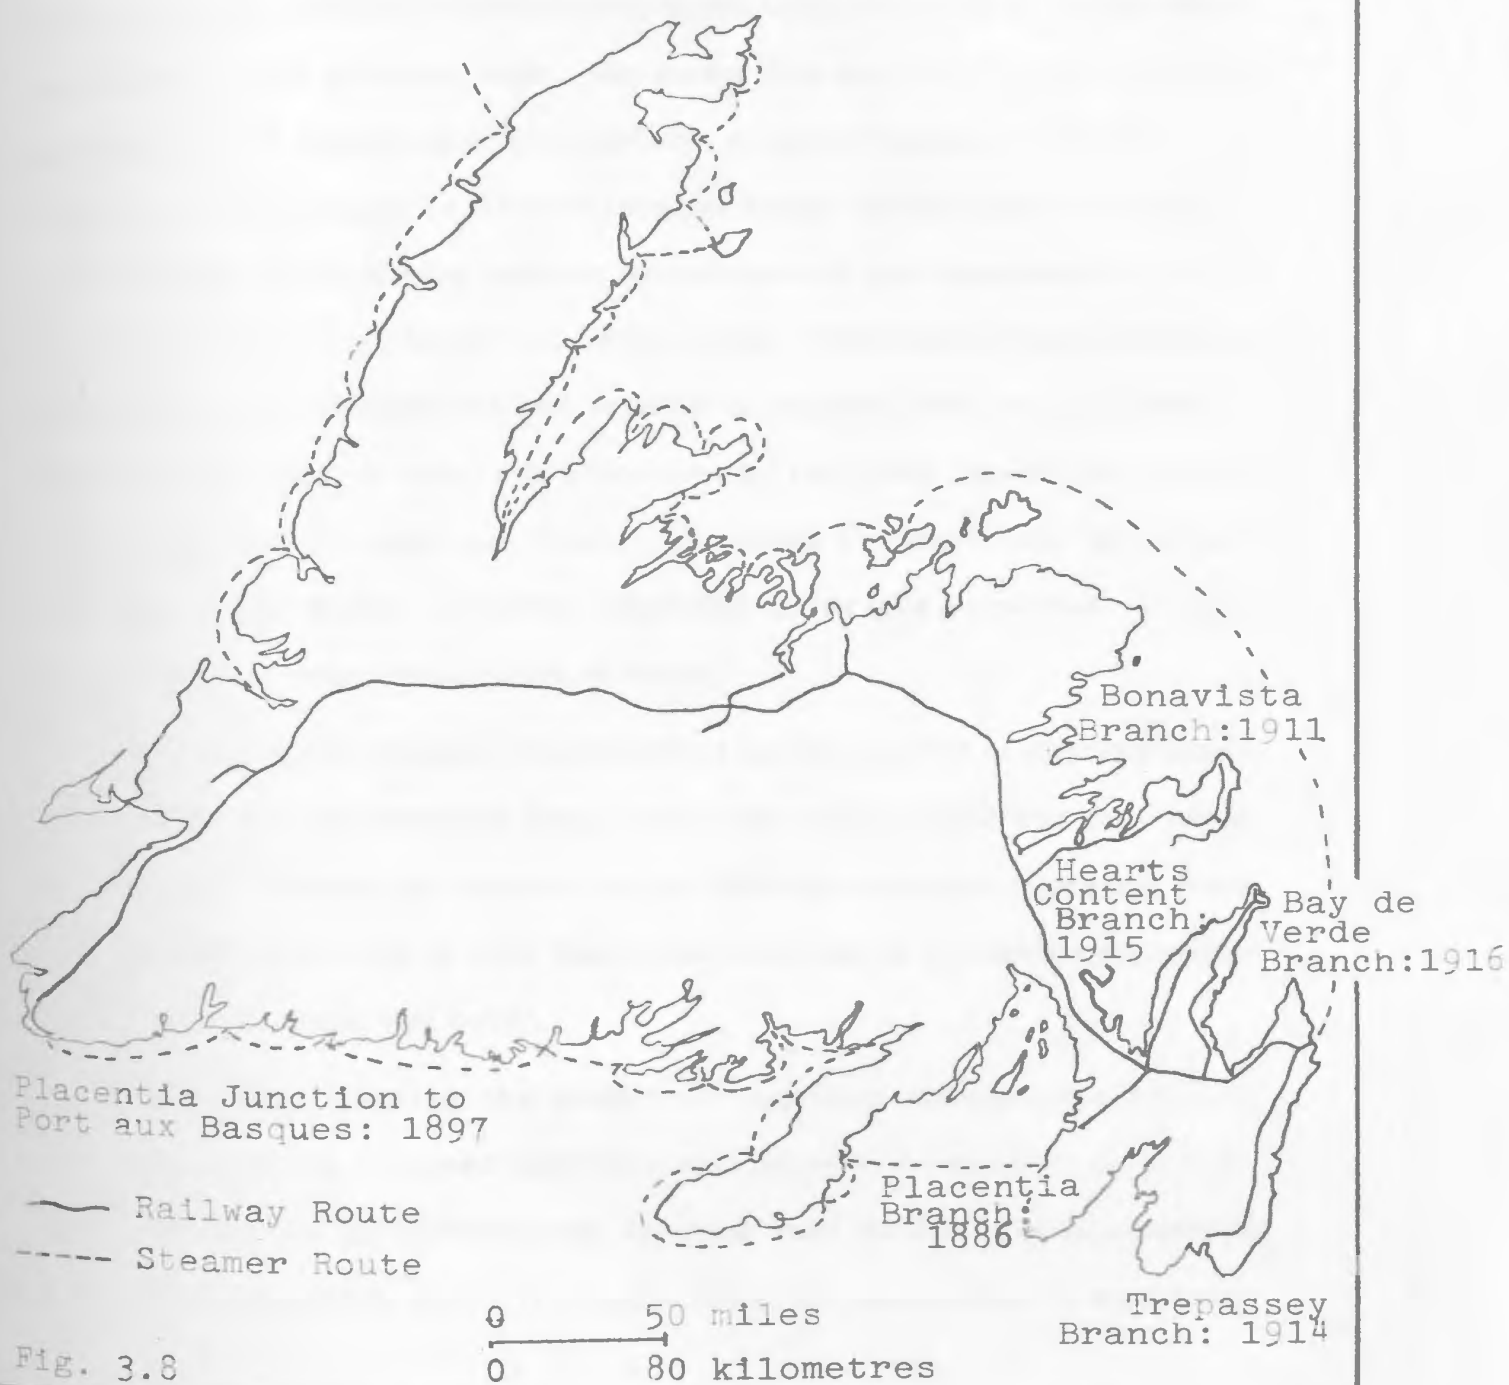 Bonavista
Branch:1911
Hearts
Content
Branch:
1915
Bay de
Verde
Branch:1916
Placentia Junction to
Port aux Basques: 1897
Placentia
Branch:
1886
Railway Route
Steamer Route
Trepassey
Branch: 1914
0 50 miles
0 80 kilometres
Fig. 3.8